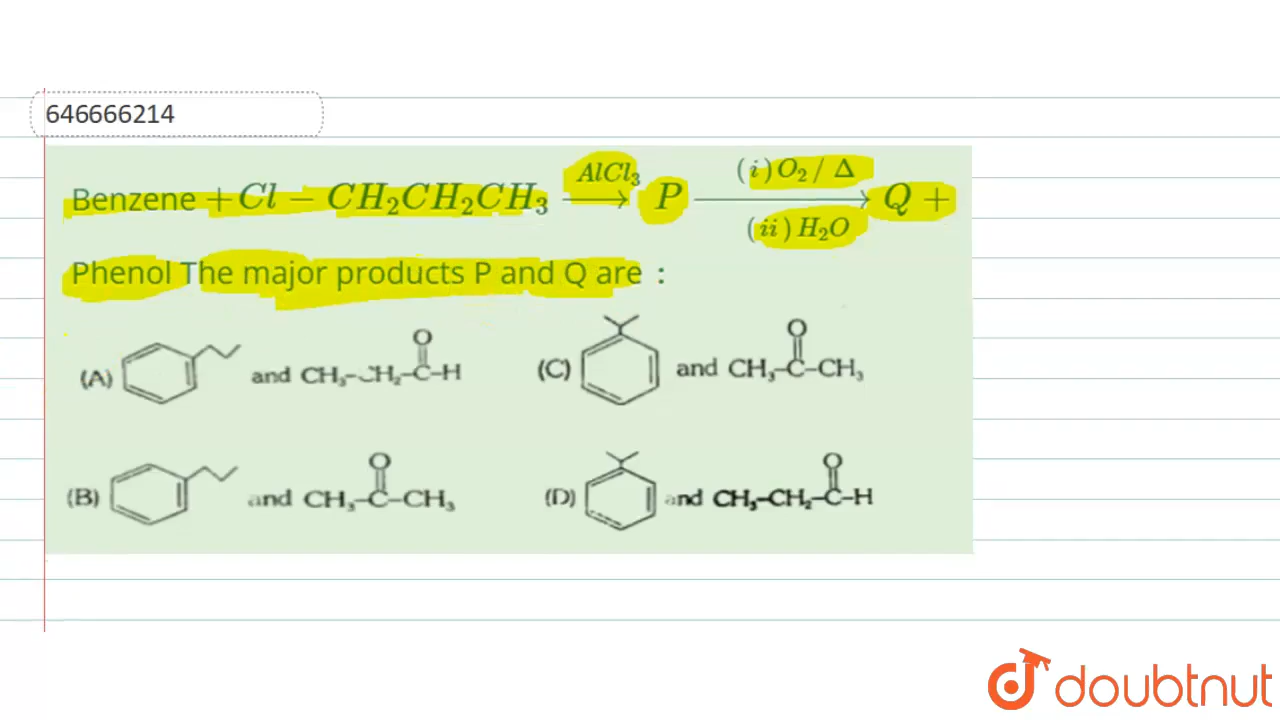 646666214
Benzene + Cl − CH₂CH₂CH₃ AlCl₃ ⟶ P (i) O₂ / Δ ⟶ (ii) H₂O Q +
Phenol The major products P and Q are :
(A) and CH₃-CH₂-C-H O
(C) and CH₃-C-CH₃ O
(B) and CH₃-C-CH₃ O
(D) and CH₃-CH₂-C-H O
doubtnut